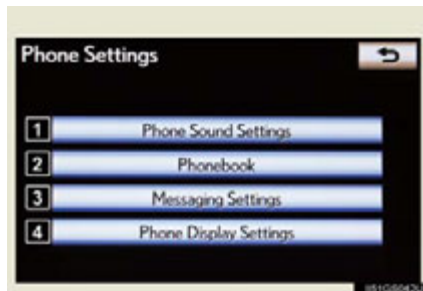 Phone Settings
1 Phone Sound Settings
2 Phonebook
3 Messaging Settings
4 Phone Display Settings